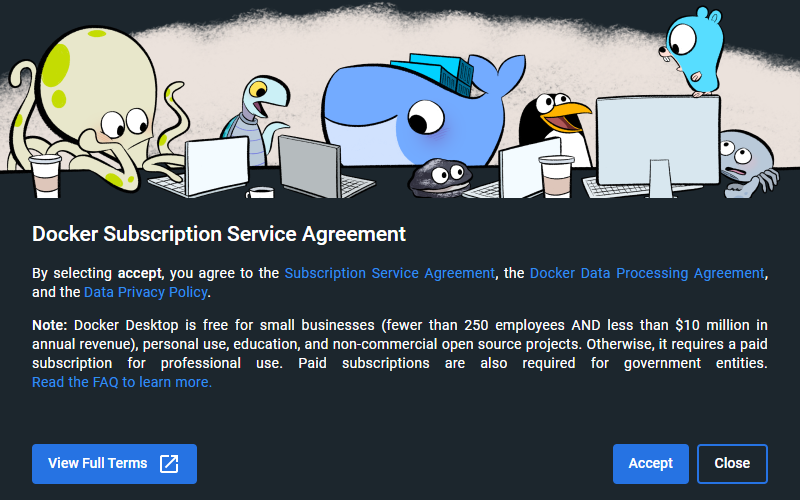 Docker Subscription Service Agreement
By selecting accept, you agree to the Subscription Service Agreement, the Docker Data Processing Agreement,
and the Data Privacy Policy.
Note: Docker Desktop is free for small businesses (fewer than 250 employees AND less than $10 million in
annual revenue), personal use, education, and non-commercial open source projects. Otherwise, it requires a paid
subscription for professional use. Paid subscriptions are also required for government entities.
Read the FAQ to learn more.
View Full Terms
Accept
Close